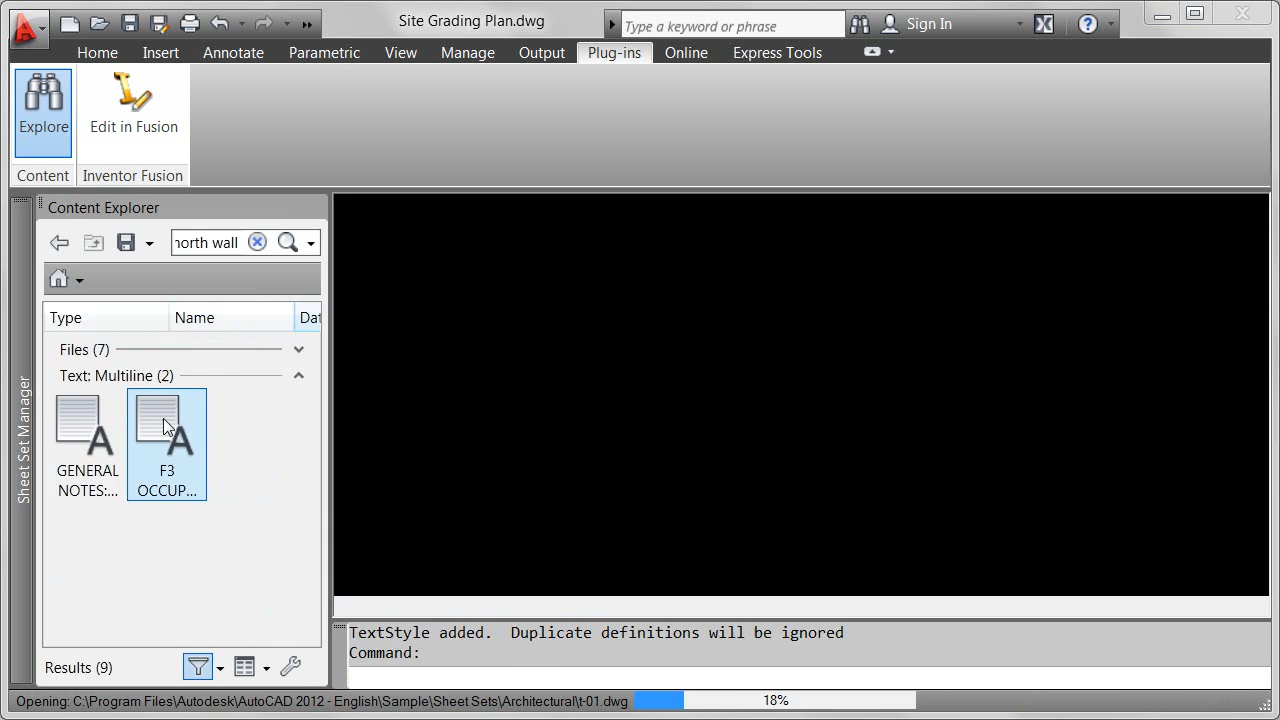 Site Grading Plan.dwg
Type a keyword or phrase
Sign In
Home Insert Annotate Parametric View Manage Output Plug-ins Online Express Tools
Explore
Edit in Fusion
Content
Inventor Fusion
Content Explorer
north wall
Type Name Dat
Files (7)
Text: Multiline (2)
A A
GENERAL
NOTES:...
F3
OCCUP...
Sheet Set Manager
Results (9)
TextStyle added.  Duplicate definitions will be ignored
Command:
Opening: C:\Program Files\Autodesk\AutoCAD 2012 - English\Sample\Sheet Sets\Architectural\t-01.dwg 18%